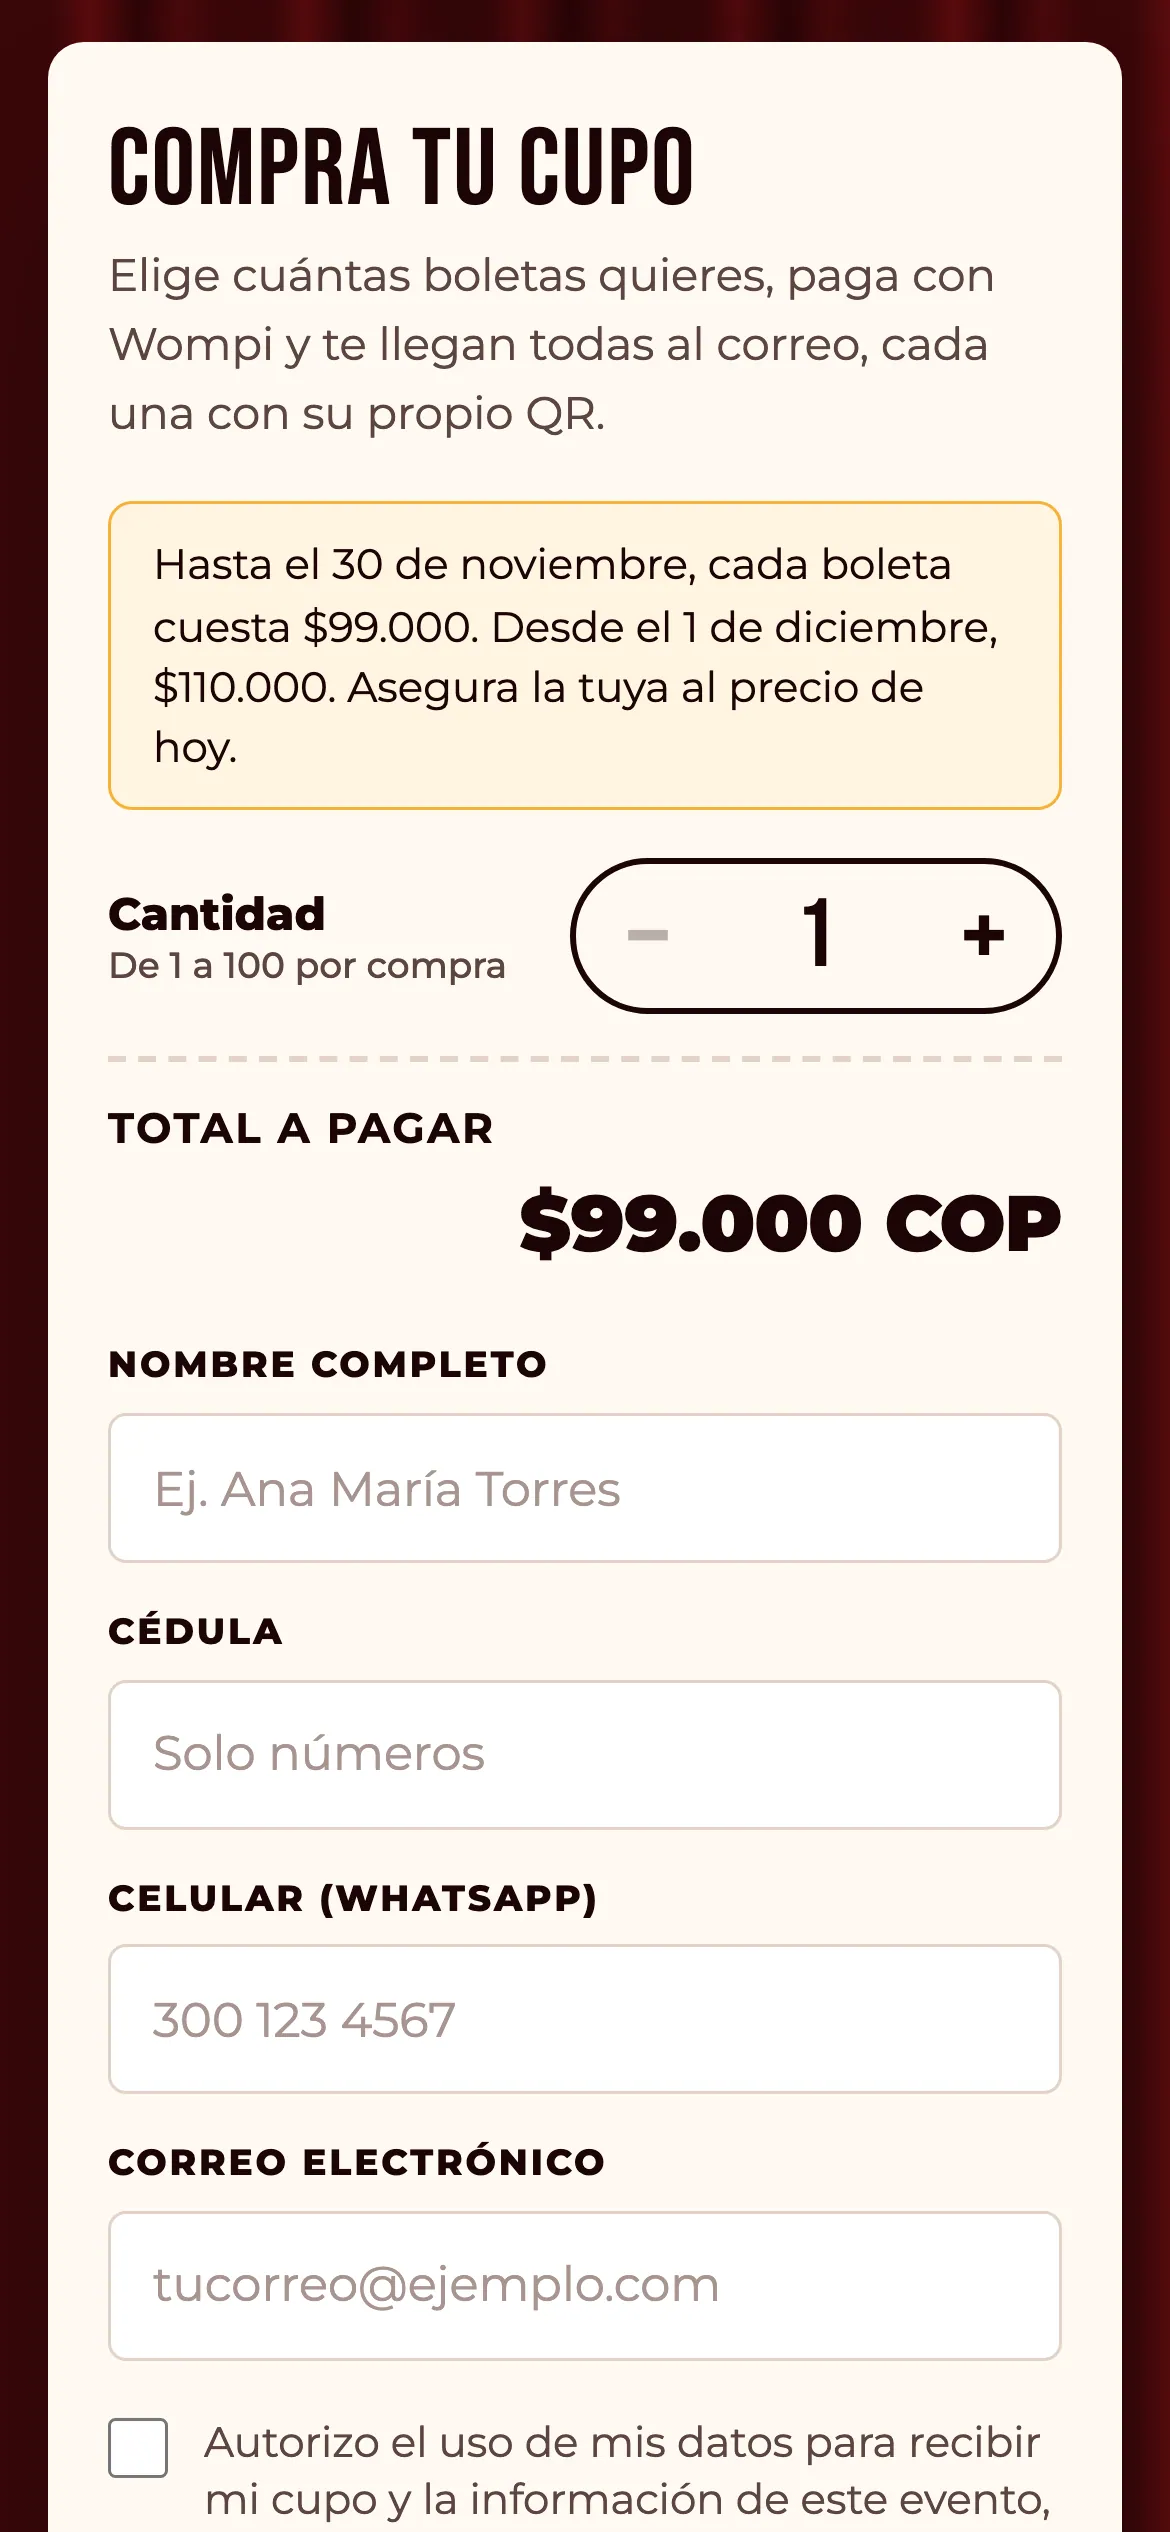 COMPRA TU CUPO
Elige cuántas boletas quieres, paga con
Wompi y te llegan todas al correo, cada
una con su propio QR.
Hasta el 30 de noviembre, cada boleta
cuesta $99.000. Desde el 1 de diciembre,
$110.000. Asegura la tuya al precio de
hoy.
Cantidad
De 1 a 100 por compra
− 1 +
TOTAL A PAGAR
$99.000 COP
NOMBRE COMPLETO
Ej. Ana María Torres
CÉDULA
Solo números
CELULAR (WHATSAPP)
300 123 4567
CORREO ELECTRÓNICO
tucorreo@ejemplo.com
Autorizo el uso de mis datos para recibir
mi cupo y la información de este evento,